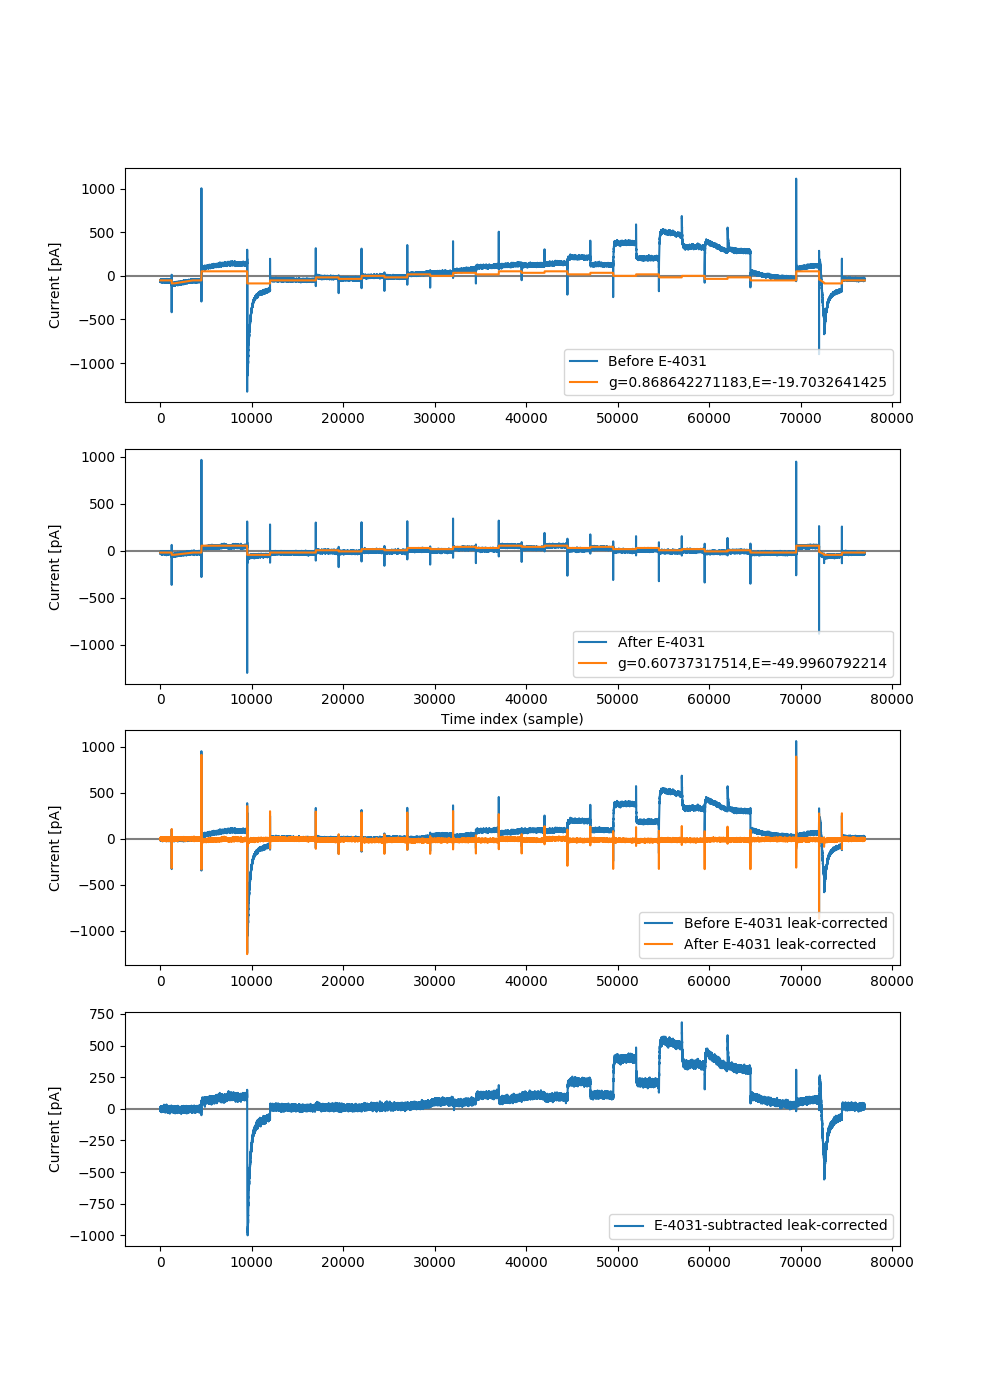 1000
500
0
−500
−1000
Current [pA]
Before E-4031
g=0.868642271183,E=-19.7032641425
0 10000 20000 30000 40000 50000 60000 70000 80000
1000
500
0
−500
−1000
Current [pA]
After E-4031
g=0.60737317514,E=-49.9960792214
0 10000 20000 30000 40000 50000 60000 70000 80000
Time index (sample)
1000
500
0
−500
−1000
Current [pA]
Before E-4031 leak-corrected
After E-4031 leak-corrected
0 10000 20000 30000 40000 50000 60000 70000 80000
750
500
250
0
−250
−500
−750
−1000
Current [pA]
E-4031-subtracted leak-corrected
0 10000 20000 30000 40000 50000 60000 70000 80000